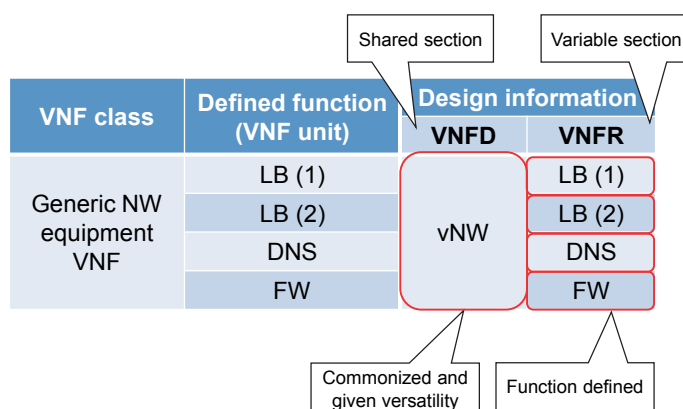 Shared section
Variable section
VNF class
Defined function
(VNF unit)
Design information
VNFD
VNFR
Generic NW
equipment
VNF
LB (1)
LB (2)
DNS
FW
vNW
LB (1)
LB (2)
DNS
FW
Commonized and
given versatility
Function defined